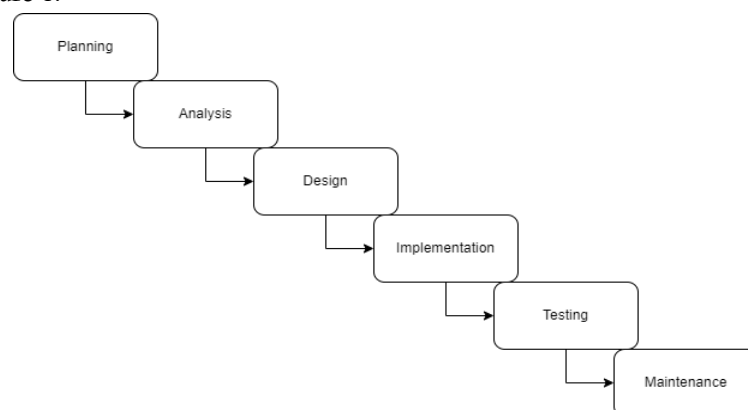 Planning
Analysis
Design
Implementation
Testing
Maintenance